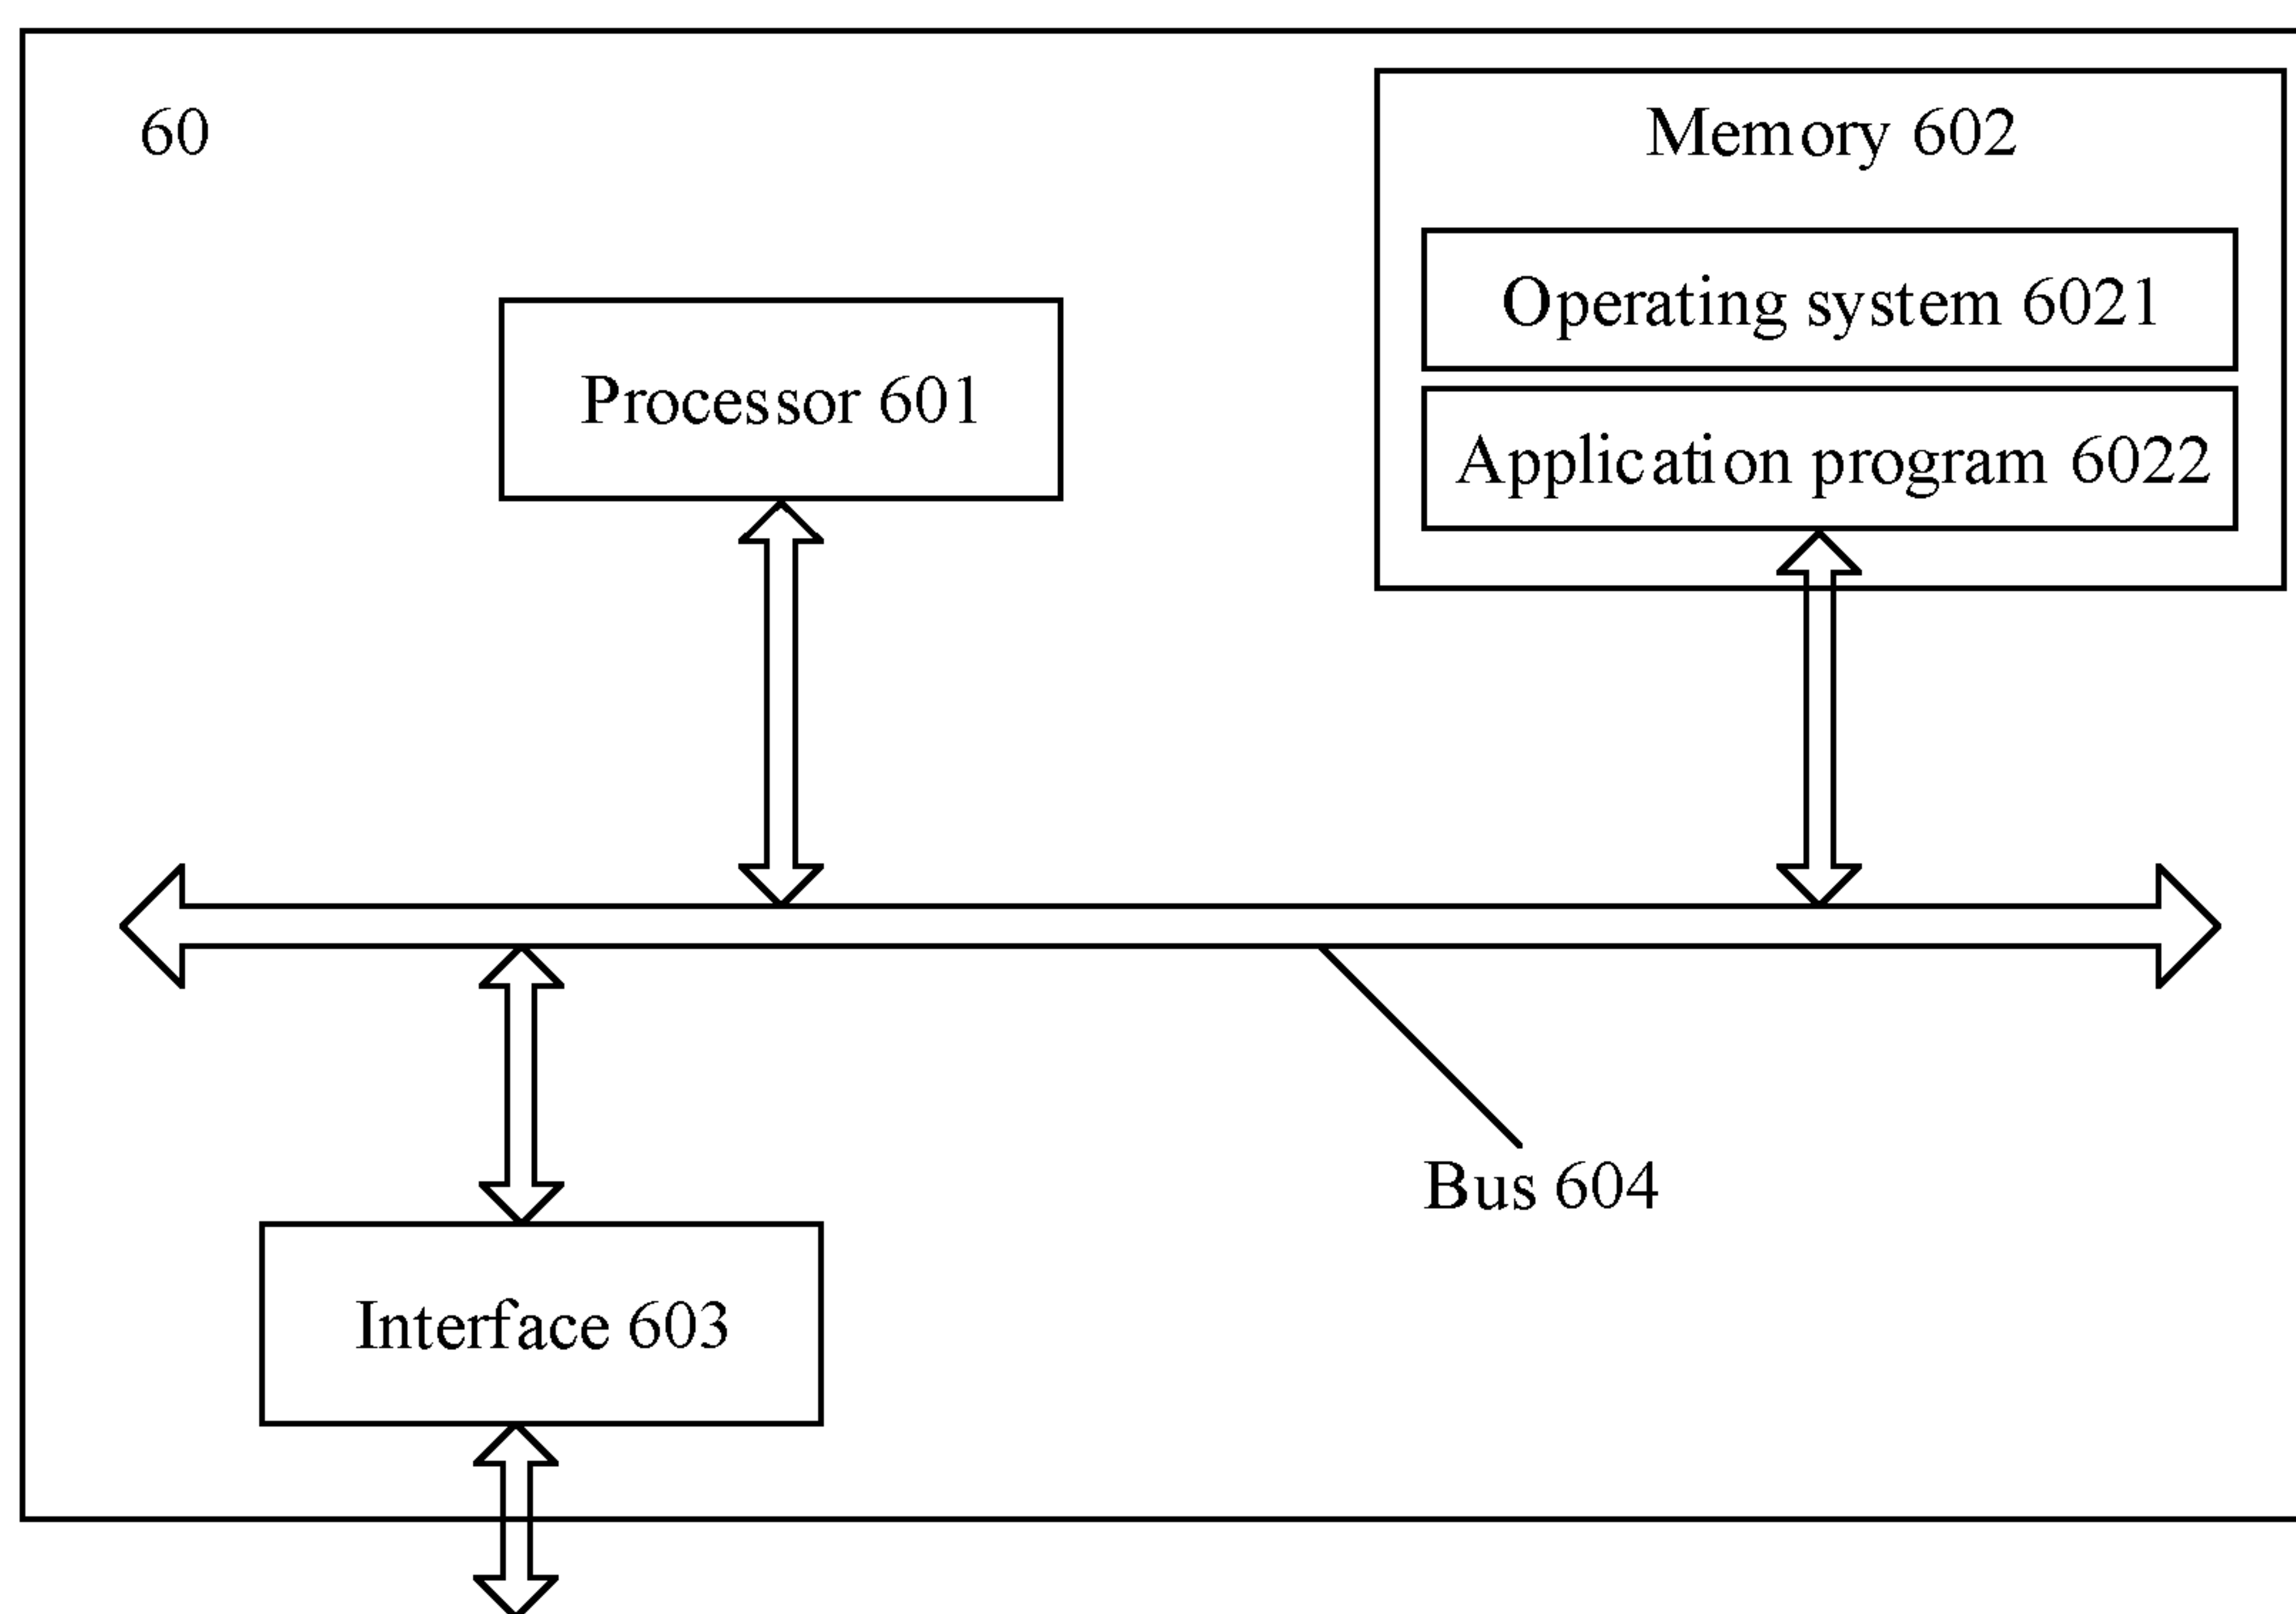 60
Memory 602
Operating system 6021
Processor 601
Application program 6022
Bus 604
Interface 603